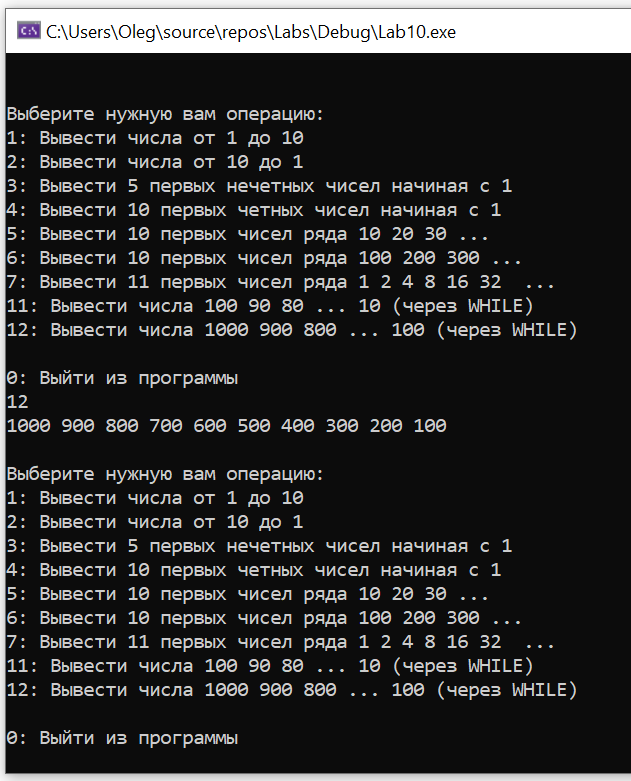 C:\Users\Oleg\source\repos\Labs\Debug\Lab10.exe
Выберите нужную вам операцию:
1: Вывести числа от 1 до 10
2: Вывести числа от 10 до 1
3: Вывести 5 первых нечетных чисел начиная с 1
4: Вывести 10 первых четных чисел начиная с 1
5: Вывести 10 первых чисел ряда 10 20 30 ...
6: Вывести 10 первых чисел ряда 100 200 300 ...
7: Вывести 11 первых чисел ряда 1 2 4 8 16 32  ...
11: Вывести числа 100 90 80 ... 10 (через WHILE)
12: Вывести числа 1000 900 800 ... 100 (через WHILE)
0: Выйти из программы
12
1000 900 800 700 600 500 400 300 200 100
Выберите нужную вам операцию:
1: Вывести числа от 1 до 10
2: Вывести числа от 10 до 1
3: Вывести 5 первых нечетных чисел начиная с 1
4: Вывести 10 первых четных чисел начиная с 1
5: Вывести 10 первых чисел ряда 10 20 30 ...
6: Вывести 10 первых чисел ряда 100 200 300 ...
7: Вывести 11 первых чисел ряда 1 2 4 8 16 32  ...
11: Вывести числа 100 90 80 ... 10 (через WHILE)
12: Вывести числа 1000 900 800 ... 100 (через WHILE)
0: Выйти из программы